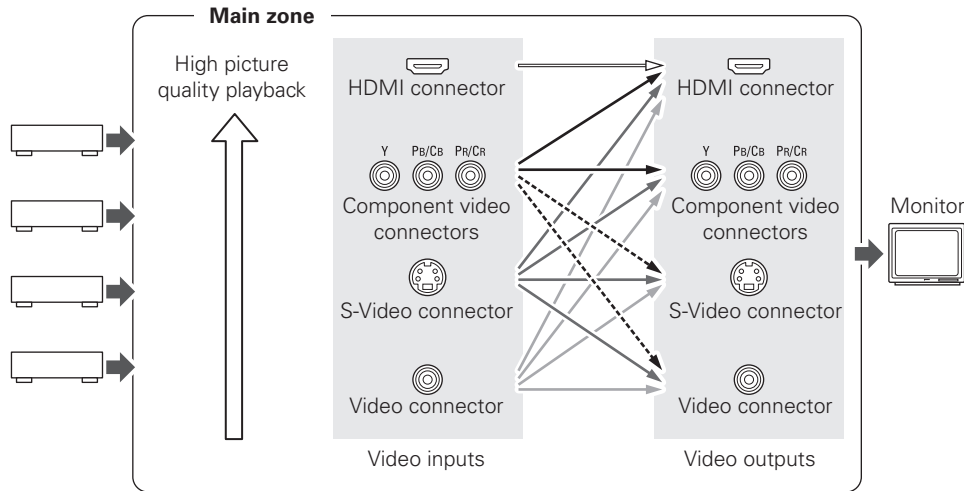 Main zone
High picture
quality playback
HDMI connector
HDMI connector
Y PB/CB PR/CR
Y PB/CB PR/CR
Component video
connectors
Component video
connectors
Monitor
S-Video connector
S-Video connector
Video connector
Video connector
Video inputs
Video outputs